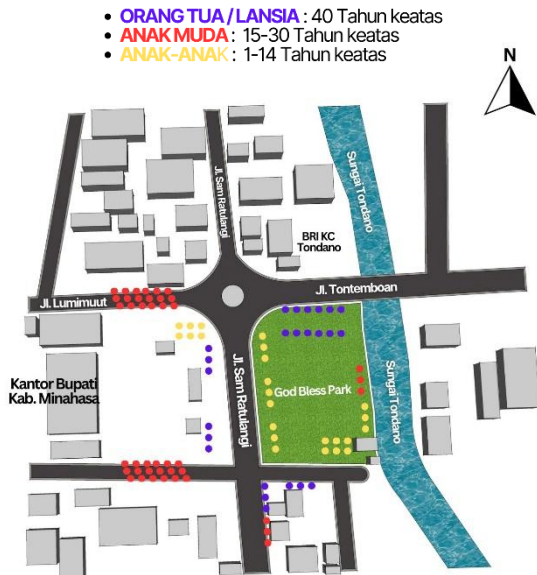 • ORANG TUA / LANSIA : 40 Tahun keatas
• ANAK MUDA : 15-30 Tahun keatas
• ANAK-ANAK : 1-14 Tahun keatas
N
Sungai Tondano
Jl. Sam Ratulangi
BRI KC
Tondano
Jl. Tontemboan
Jl. Lumimuut
Kantor Bupati
Kab. Minahasa
Jl. Sam Ratulangi
God Bless Park
Sungai Tondano